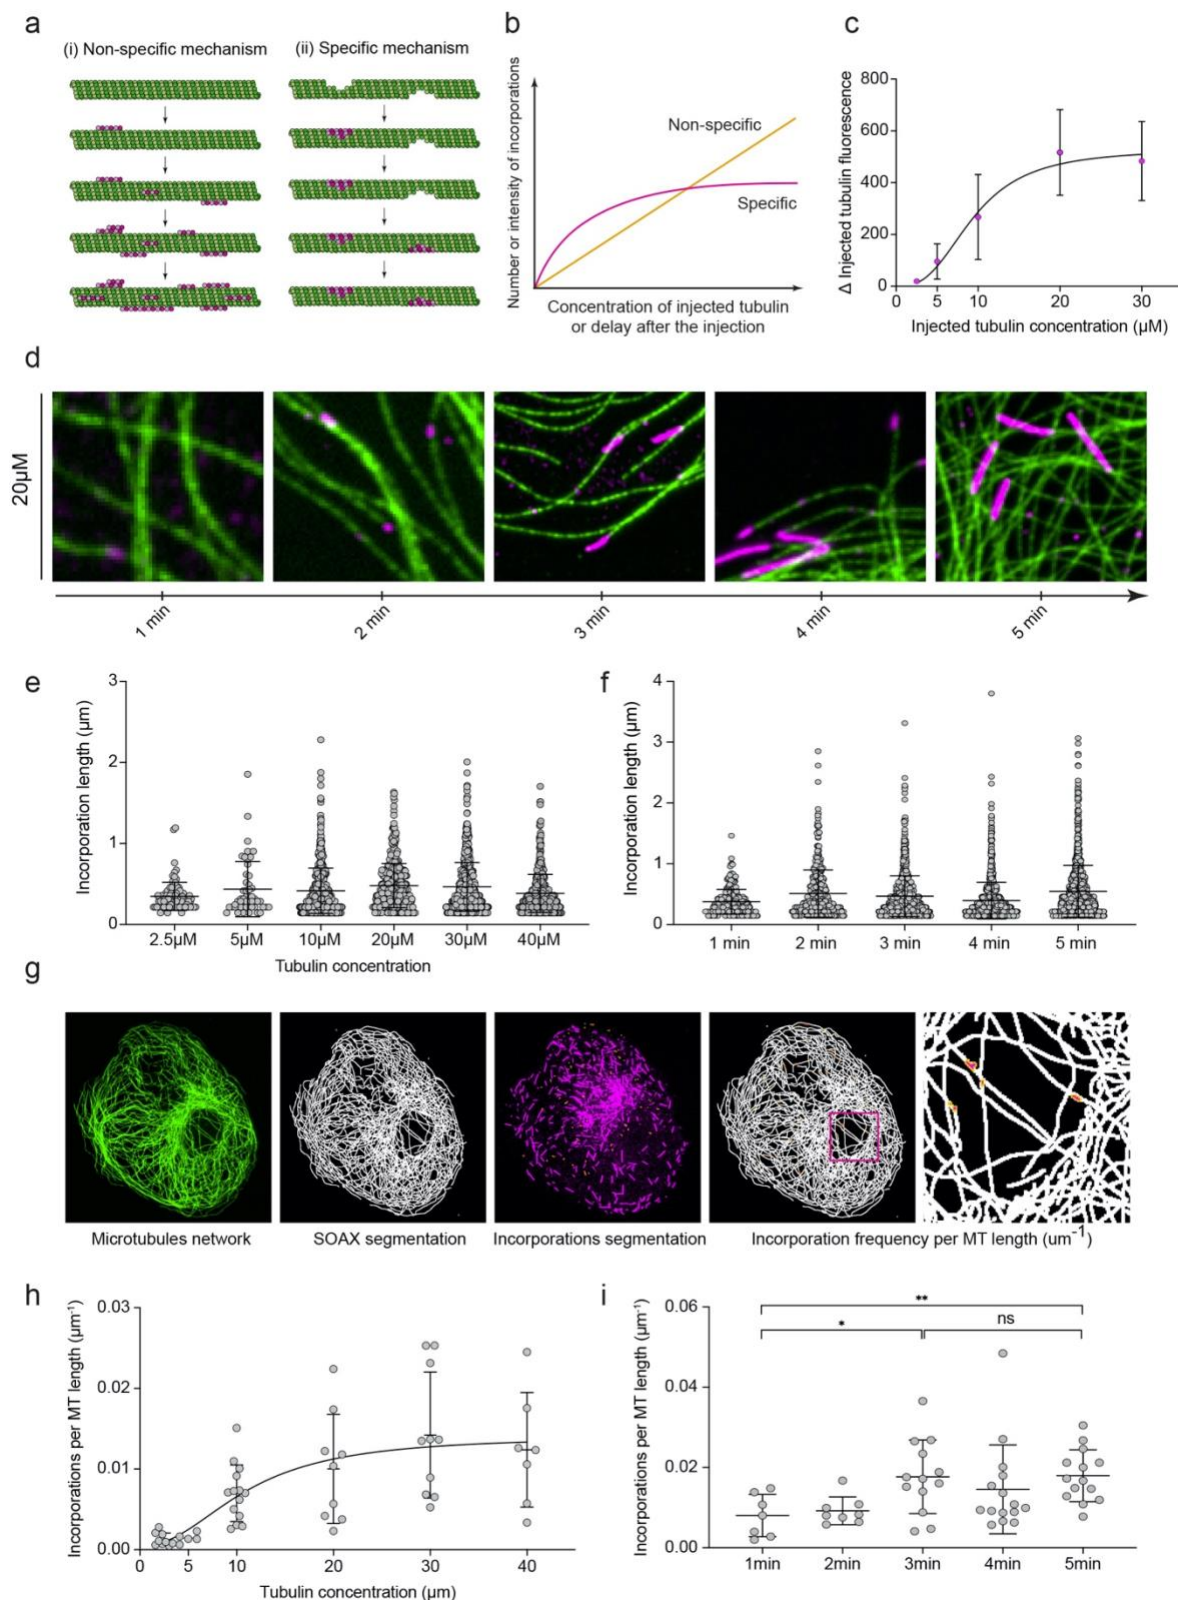 a
(i) Non-specific mechanism
(ii) Specific mechanism
b
Number or intensity of incorporations
Non-specific
Specific
Concentration of injected tubulin
or delay after the injection
c
Δ Injected tubulin fluorescence
800
600
400
200
0
0 5 10 20 30
Injected tubulin concentration (μM)
d
20μM
1 min
2 min
3 min
4 min
5 min
e
Incorporation length (μm)
3
2
1
0
2.5μM 5μM 10μM 20μM 30μM 40μM
Tubulin concentration
f
Incorporation length (μm)
4
3
2
1
0
1 min 2 min 3 min 4 min 5 min
g
Microtubules network
SOAX segmentation
Incorporations segmentation
Incorporation frequency per MT length (um⁻¹)
h
Incorporations per MT length (μm⁻¹)
0.03
0.02
0.01
0.00
0 5 10 20 30 40
Tubulin concentration (μm)
i
Incorporations per MT length (μm⁻¹)
0.06
0.04
0.02
0.00
**
*
ns
1min 2min 3min 4min 5min